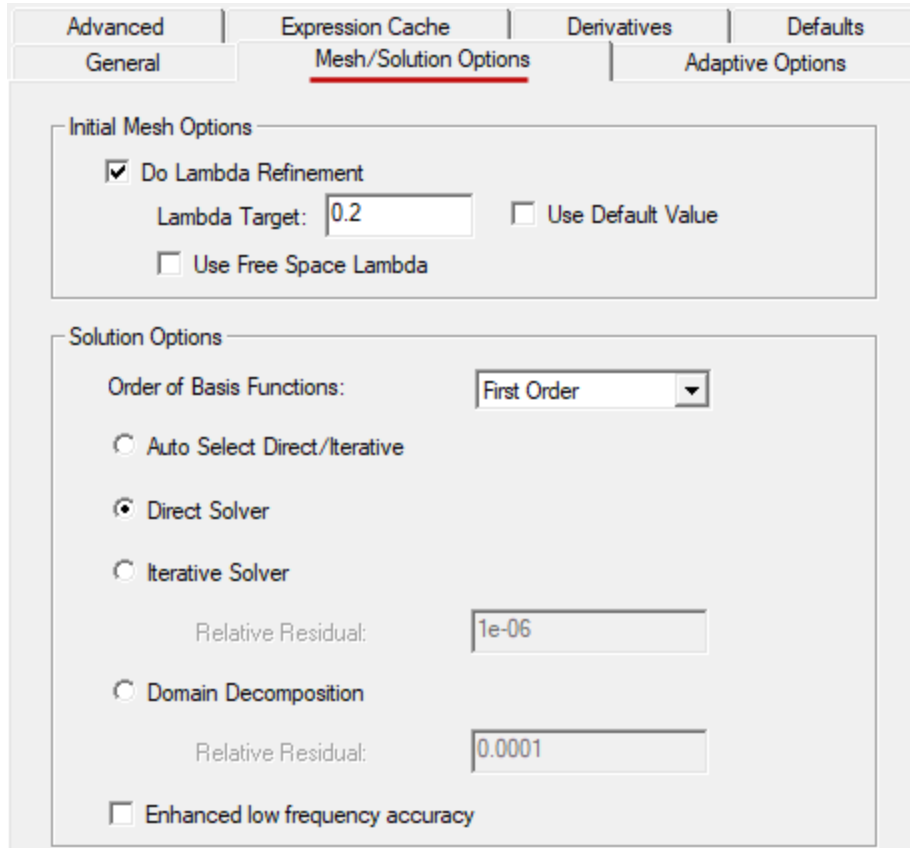 Advanced Expression Cache Derivatives Defaults
General Mesh/Solution Options Adaptive Options
Initial Mesh Options
Do Lambda Refinement
Lambda Target: 0.2 Use Default Value
Use Free Space Lambda
Solution Options
Order of Basis Functions: First Order
Auto Select Direct/Iterative
Direct Solver
Iterative Solver
Relative Residual: 1e-06
Domain Decomposition
Relative Residual: 0.0001
Enhanced low frequency accuracy